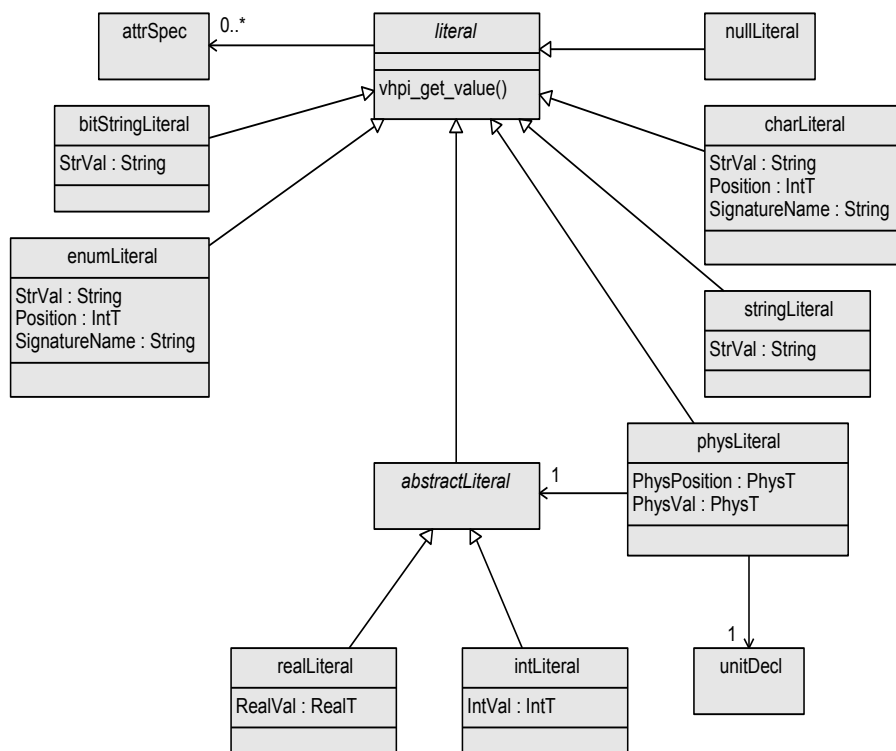 attrSpec
0..*
literal
vhpi_get_value()
nullLiteral
bitStringLiteral
StrVal : String
charLiteral
StrVal : String
Position : IntT
SignatureName : String
enumLiteral
StrVal : String
Position : IntT
SignatureName : String
stringLiteral
StrVal : String
physLiteral
PhysPosition : PhysT
PhysVal : PhysT
abstractLiteral
1
realLiteral
RealVal : RealT
intLiteral
IntVal : IntT
1
unitDecl